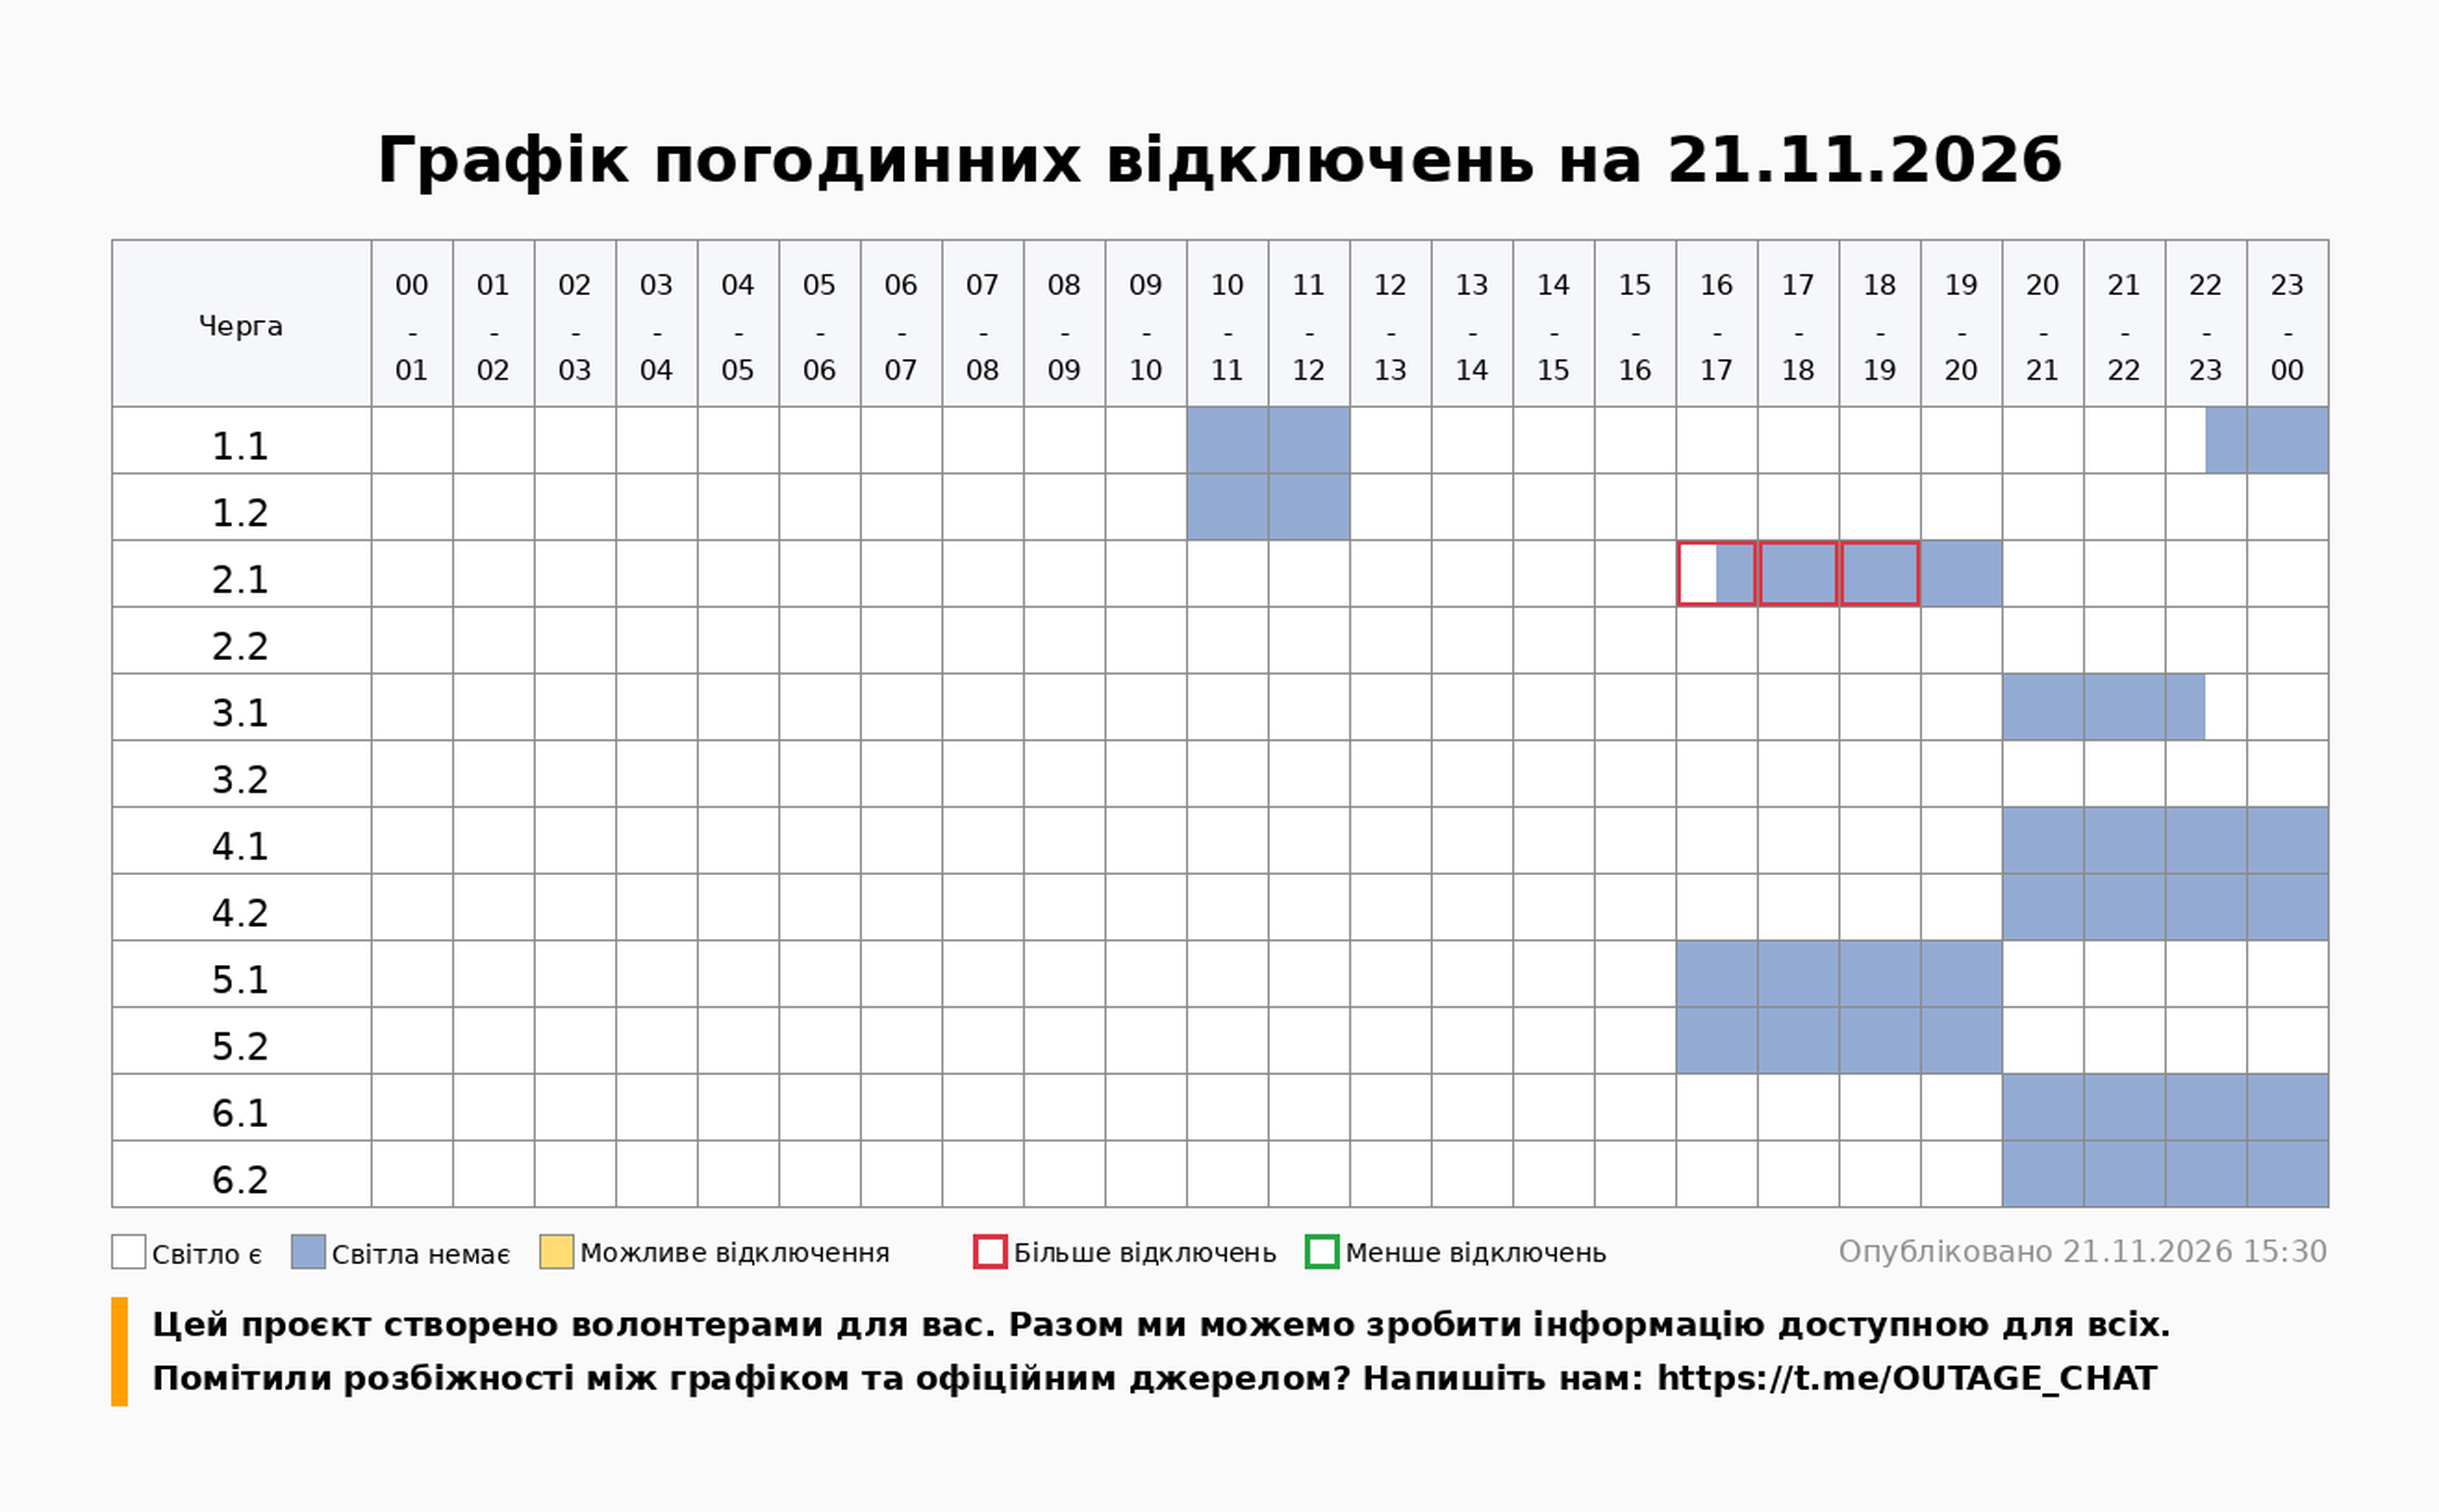 Графік погодинних відключень на 21.11.2026
Черга
00 - 01
01 - 02
02 - 03
03 - 04
04 - 05
05 - 06
06 - 07
07 - 08
08 - 09
09 - 10
10 - 11
11 - 12
12 - 13
13 - 14
14 - 15
15 - 16
16 - 17
17 - 18
18 - 19
19 - 20
20 - 21
21 - 22
22 - 23
23 - 00
1.1
1.2
2.1
2.2
3.1
3.2
4.1
4.2
5.1
5.2
6.1
6.2
Світло є
Світла немає
Можливе відключення
Більше відключень
Менше відключень
Опубліковано 21.11.2026 15:30
Цей проєкт створено волонтерами для вас. Разом ми можемо зробити інформацію доступною для всіх.
Помітили розбіжності між графіком та офіційним джерелом? Напишіть нам: https://t.me/OUTAGE_CHAT